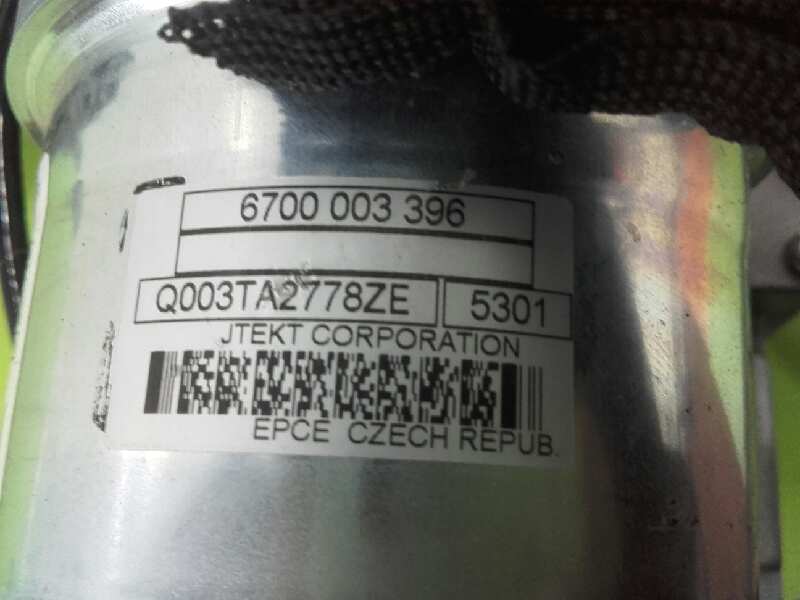 6700 003 396
Q003TA2778ZE 5301
JTEKT CORPORATION
EPCE CZECH REPUB.